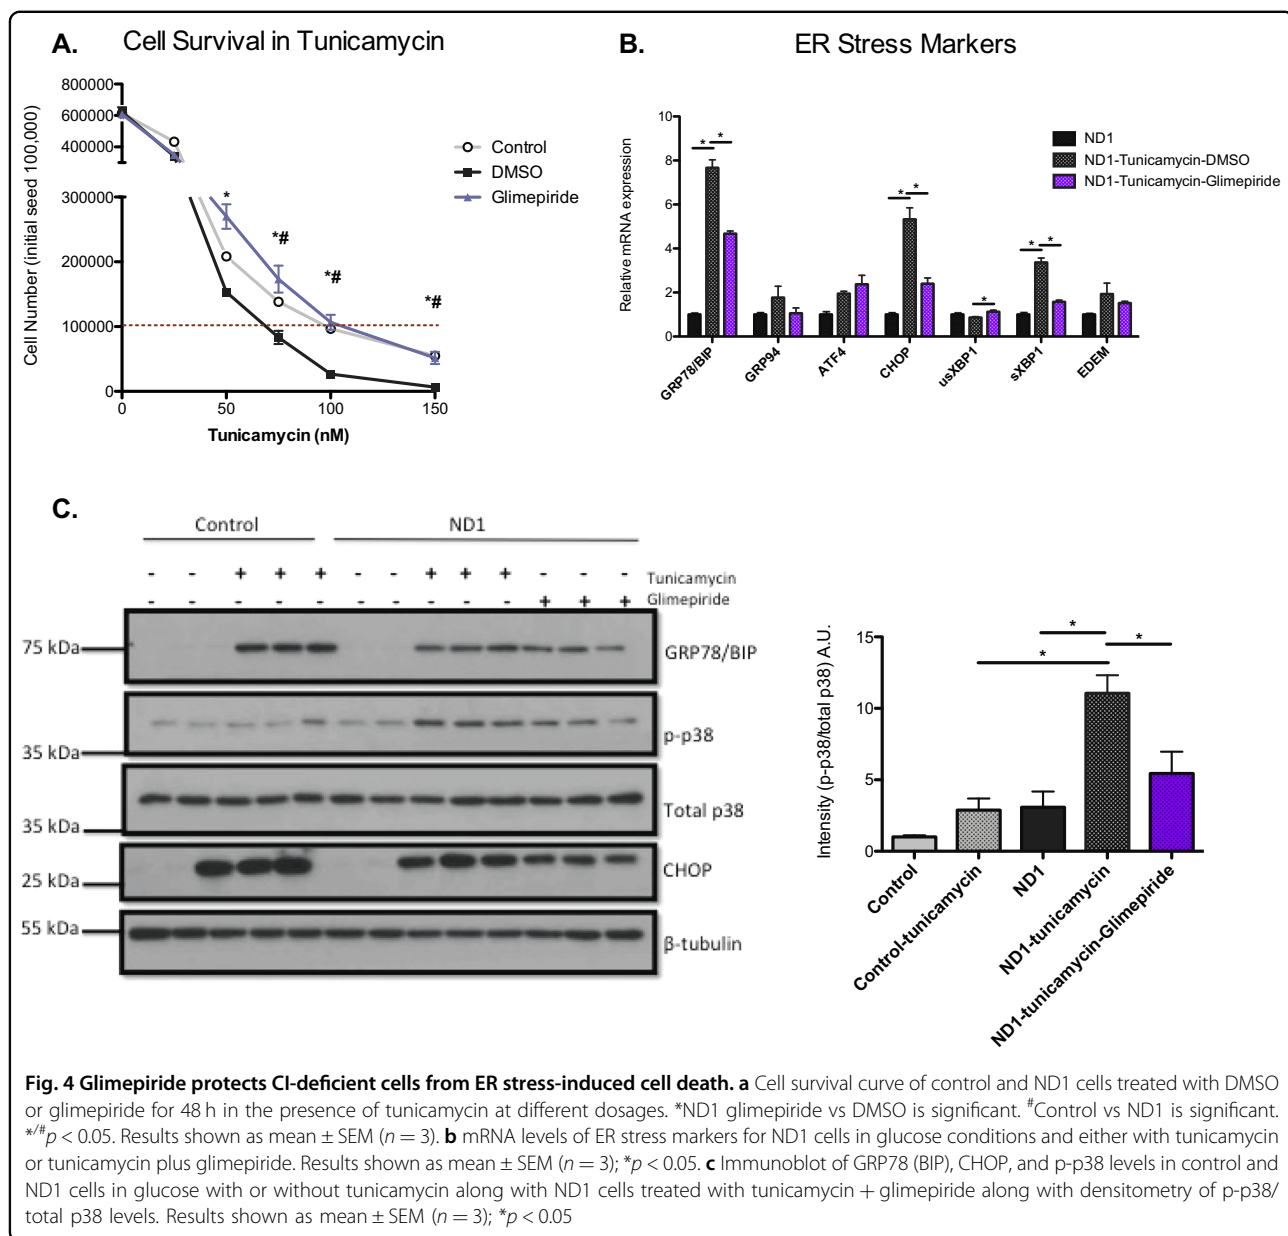 A. Cell Survival in Tunicamycin
Cell Number (initial seed 100,000)
800000
600000
400000
300000
200000
100000
0
*
*#
*#
*#
0 50 100 150
Tunicamycin (nM)
Control
DMSO
Glimepiride
B. ER Stress Markers
Relative mRNA expression
10
8
6
4
2
0
* *
* *
*
* *
GRP78/BIP GRP94 ATF4 CHOP usXBP1 sXBP1 EDEM
ND1
ND1-Tunicamycin-DMSO
ND1-Tunicamycin-Glimepiride
C.
Control ND1
- - + + + - - + + + - - - Tunicamycin
- - - - - - - - - - + + + Glimepiride
75 kDa GRP78/BIP
p-p38
35 kDa
Total p38
35 kDa
CHOP
25 kDa
55 kDa
β-tubulin
Intensity (p-p38/total p38) A.U.
15
10
5
0
*
*
*
Control
Control-tunicamycin
ND1
ND1-tunicamycin
ND1-tunicamycin-Glimepiride
Fig. 4 Glimepiride protects CI-deficient cells from ER stress-induced cell death. a Cell survival curve of control and ND1 cells treated with DMSO
or glimepiride for 48 h in the presence of tunicamycin at different dosages. *ND1 glimepiride vs DMSO is significant. #Control vs ND1 is significant.
*/#p < 0.05. Results shown as mean ± SEM (n = 3). b mRNA levels of ER stress markers for ND1 cells in glucose conditions and either with tunicamycin
or tunicamycin plus glimepiride. Results shown as mean ± SEM (n = 3); *p < 0.05. c Immunoblot of GRP78 (BIP), CHOP, and p-p38 levels in control and
ND1 cells in glucose with or without tunicamycin along with ND1 cells treated with tunicamycin + glimepiride along with densitometry of p-p38/
total p38 levels. Results shown as mean ± SEM (n = 3); *p < 0.05